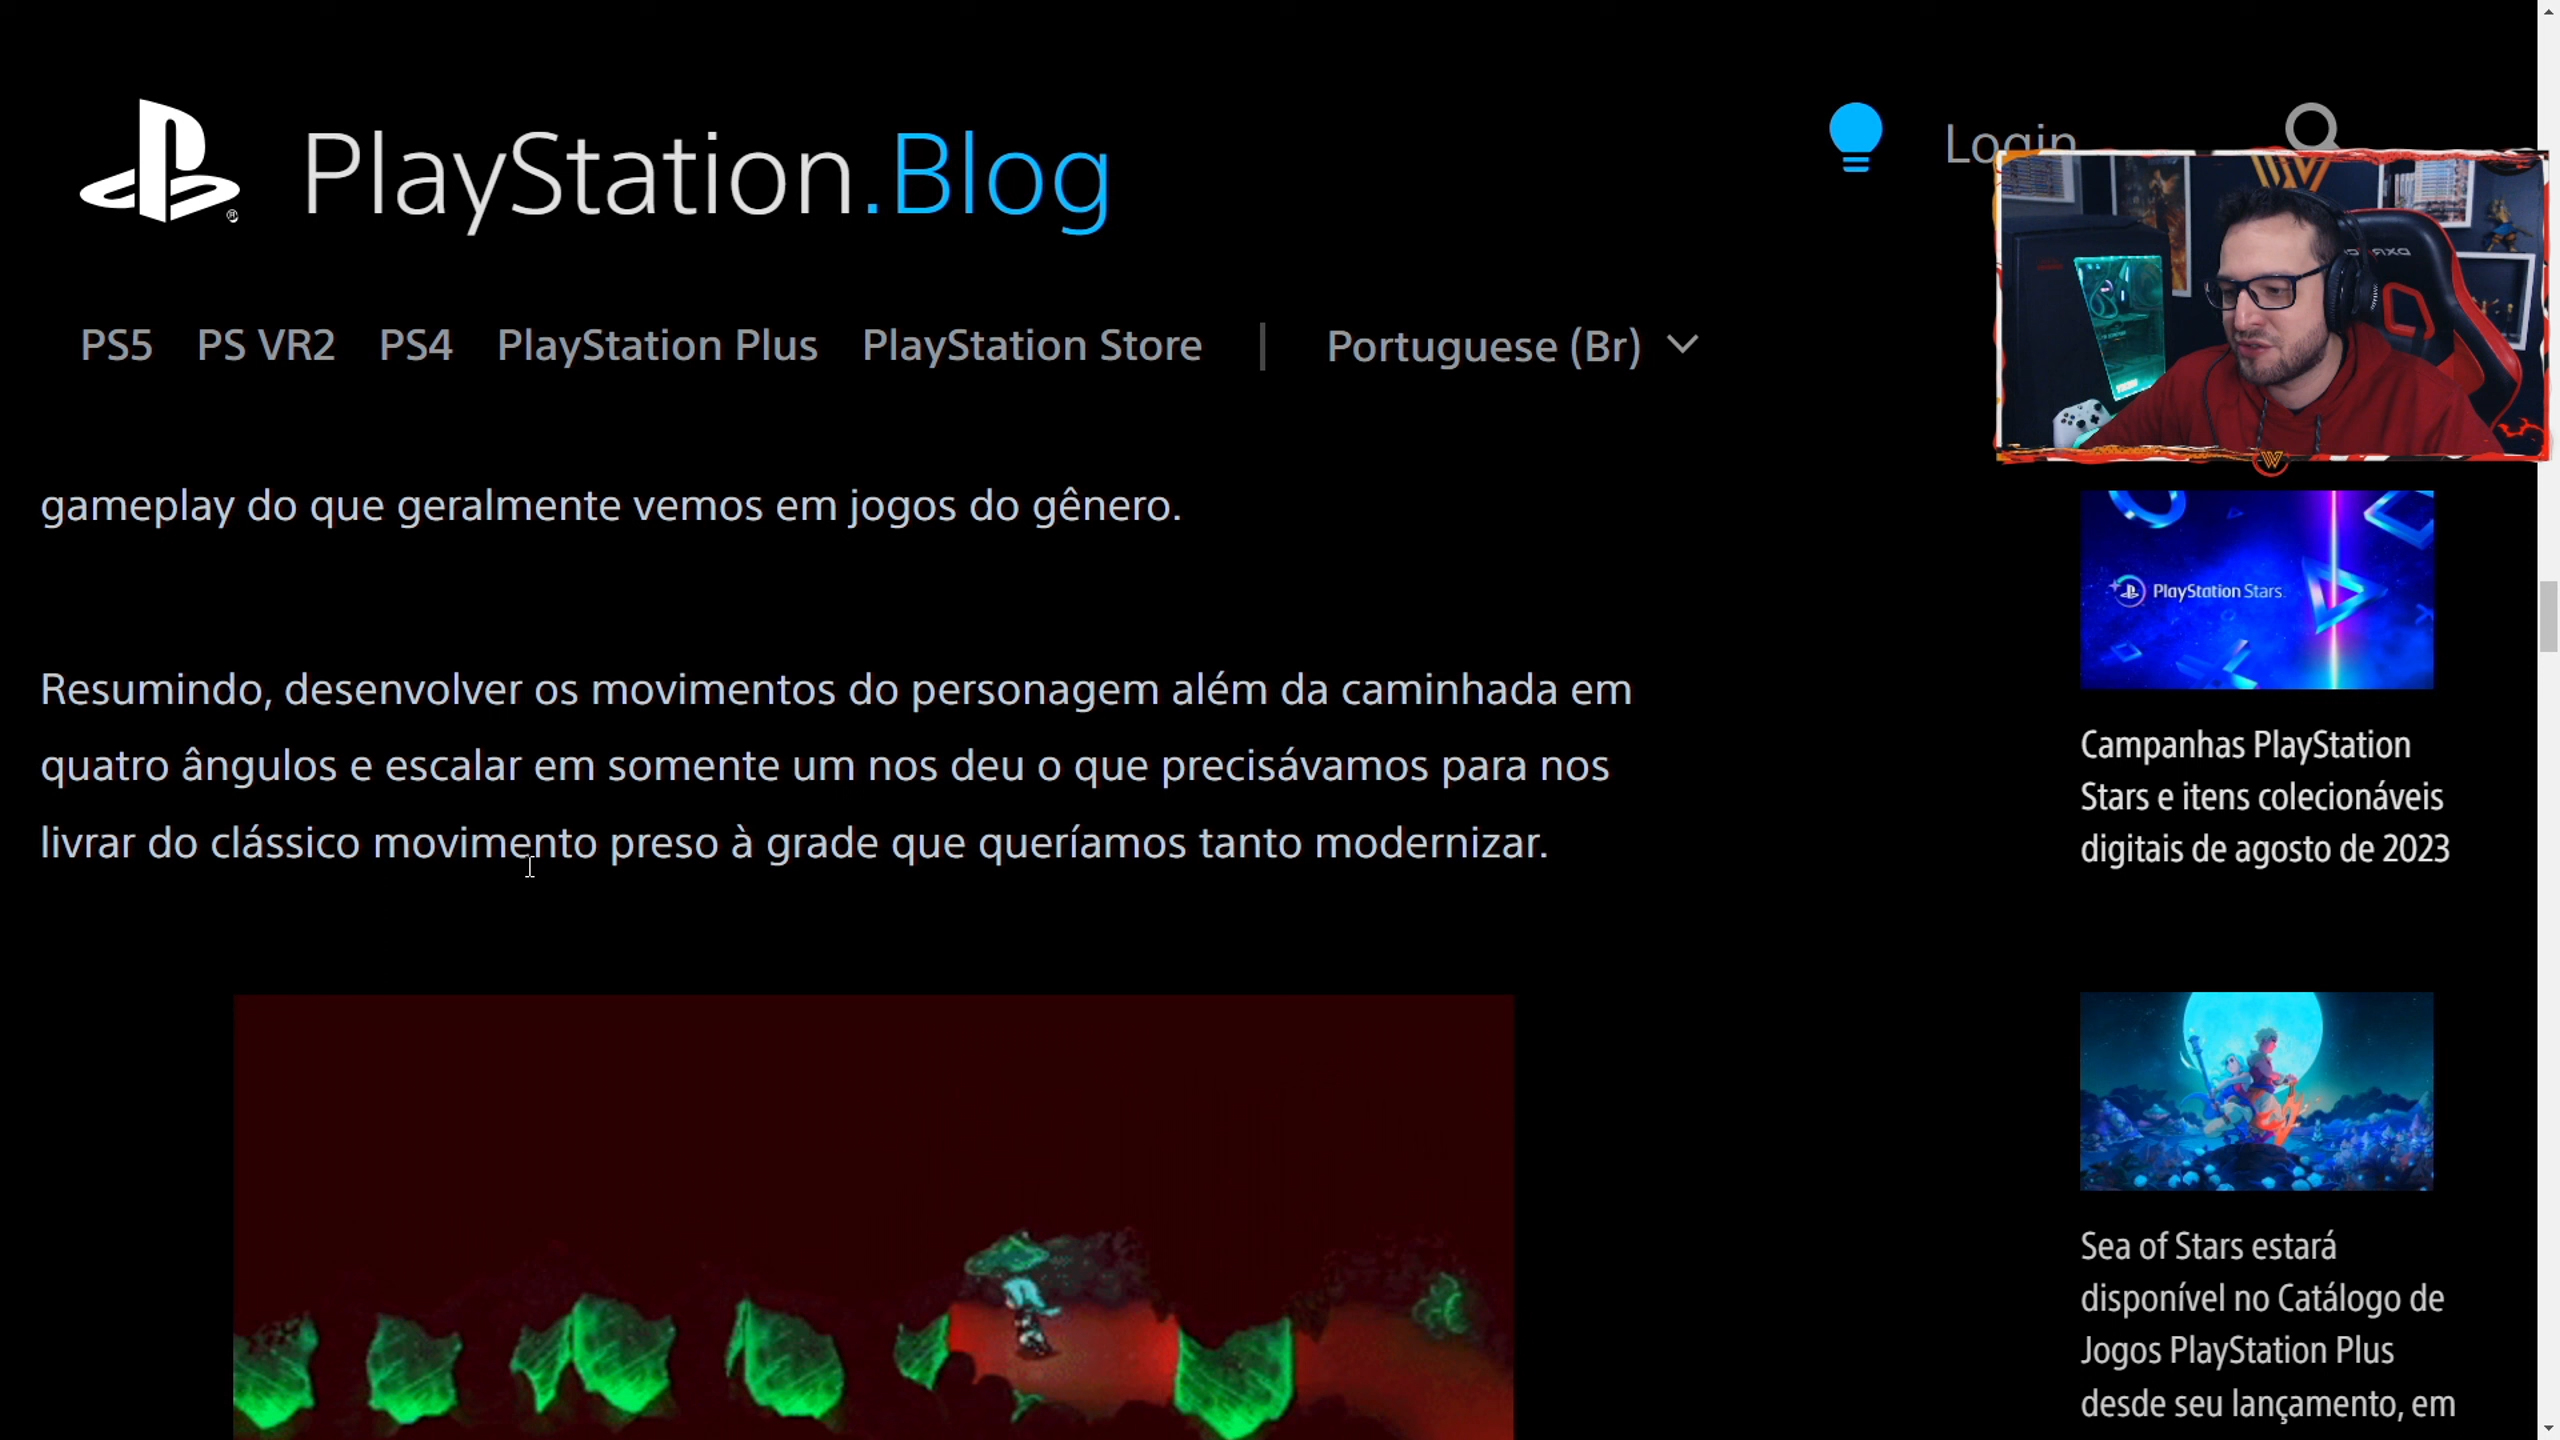 PlayStation.Blog
Login
PS5 PS VR2 PS4 PlayStation Plus PlayStation Store | Portuguese (Br)
gameplay do que geralmente vemos em jogos do gênero.
Resumindo, desenvolver os movimentos do personagem além da caminhada em
quatro ângulos e escalar em somente um nos deu o que precisávamos para nos
livrar do clássico movimento preso à grade que queríamos tanto modernizar.
PlayStation Stars.
Campanhas PlayStation
Stars e itens colecionáveis
digitais de agosto de 2023
Sea of Stars estará
disponível no Catálogo de
Jogos PlayStation Plus
desde seu lançamento, em